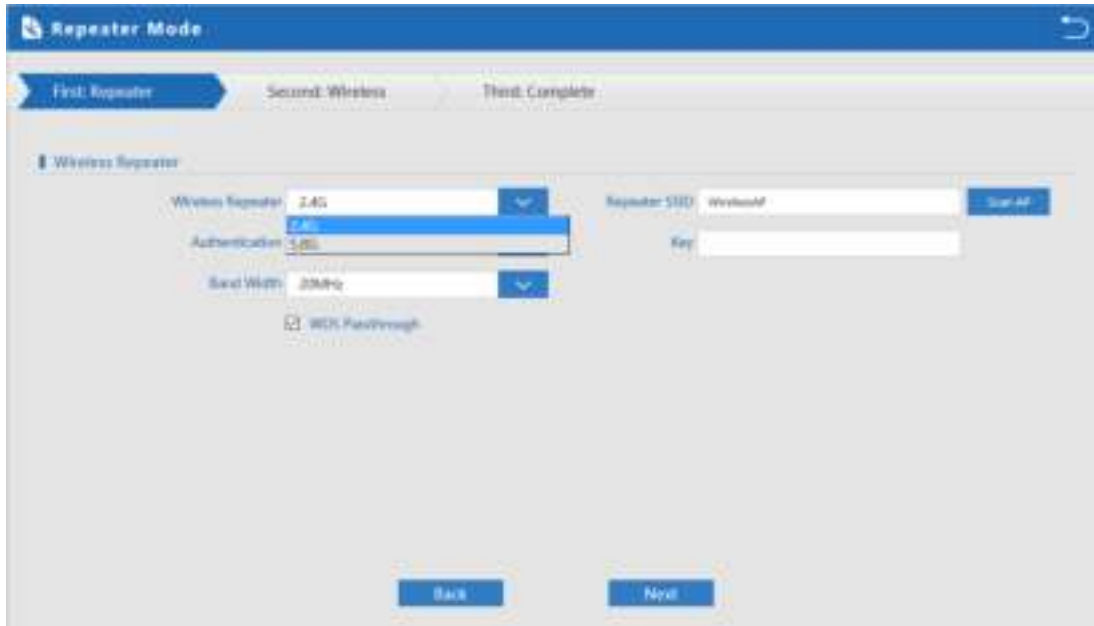 Repeater Mode
First: Repeater Second: Wireless Third: Complete
Wireless Repeater
Wireless Repeater 2.4G Repeater SSID WirelessAP Scan AP
2.4G
Authentication 5.8G Key
Band Width 20MHz
WDS Passthrough
Back Next